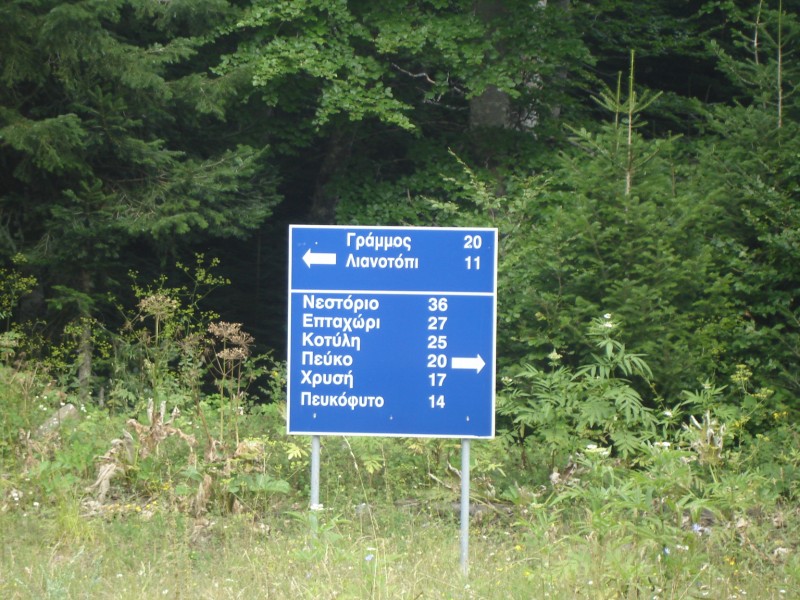 Γράμμος 20
Λιανοτόπι 11
Νεστόριο 36
Επταχώρι 27
Κοτύλη 25
Πεύκο 20
Χρυσή 17
Πευκόφυτο 14